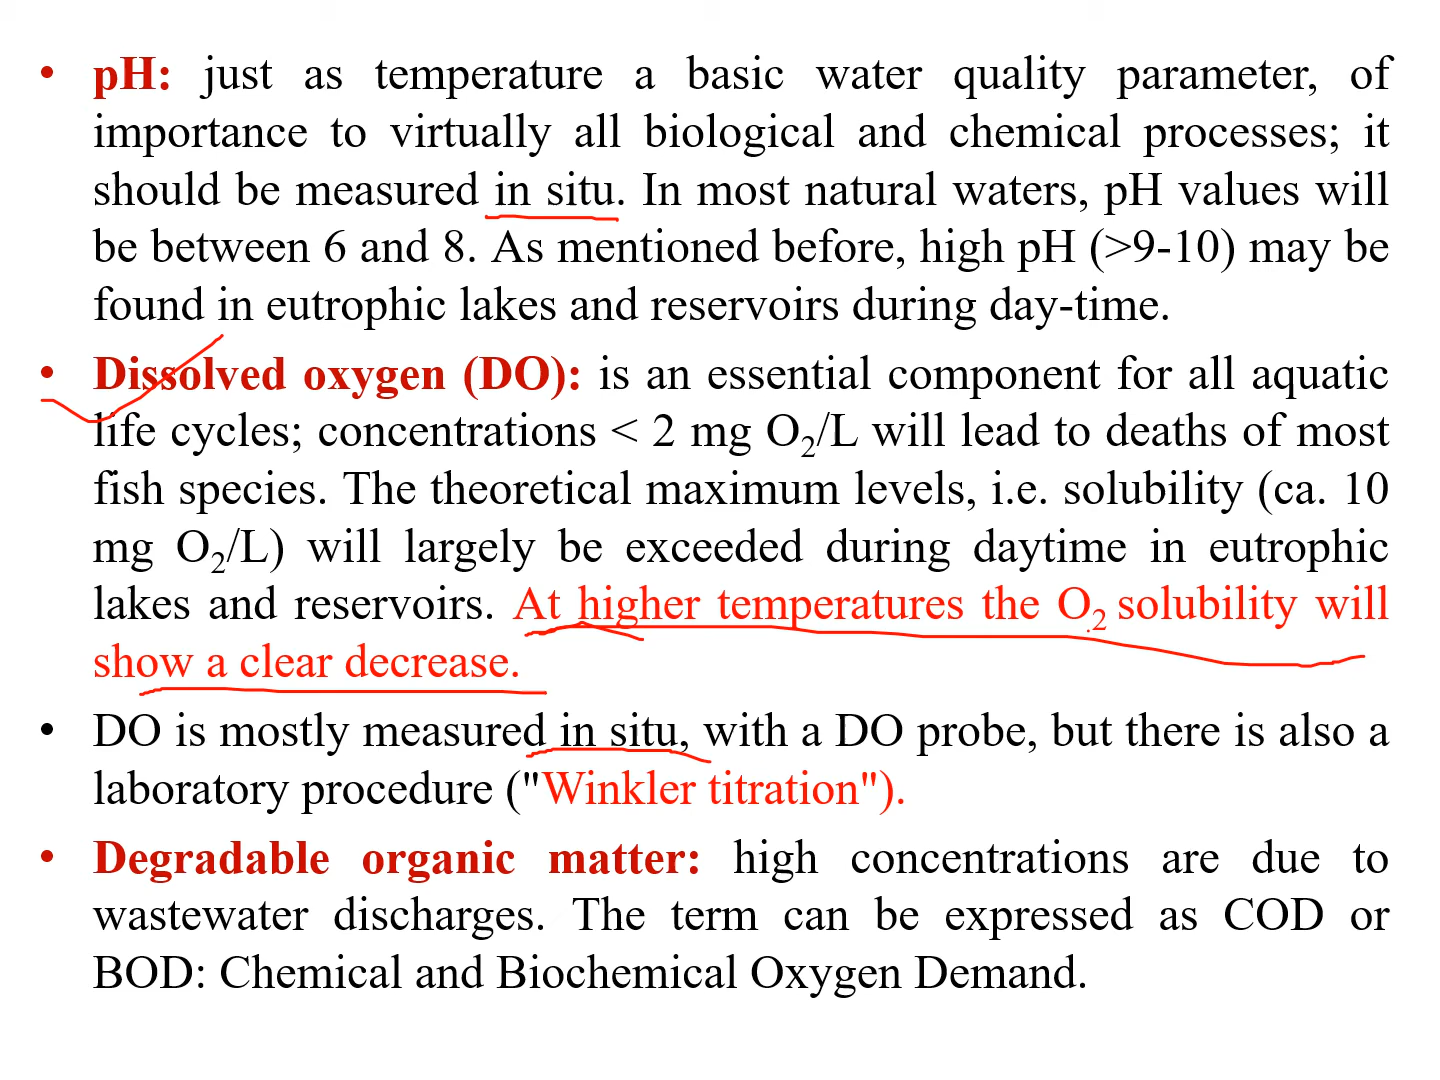 • pH: just as temperature a basic water quality parameter, of
importance to virtually all biological and chemical processes; it
should be measured in situ. In most natural waters, pH values will
be between 6 and 8. As mentioned before, high pH (>9-10) may be
found in eutrophic lakes and reservoirs during day-time.
• Dissolved oxygen (DO): is an essential component for all aquatic
life cycles; concentrations < 2 mg O₂/L will lead to deaths of most
fish species. The theoretical maximum levels, i.e. solubility (ca. 10
mg O₂/L) will largely be exceeded during daytime in eutrophic
lakes and reservoirs. At higher temperatures the O₂ solubility will
show a clear decrease.
• DO is mostly measured in situ, with a DO probe, but there is also a
laboratory procedure ("Winkler titration").
• Degradable organic matter: high concentrations are due to
wastewater discharges. The term can be expressed as COD or
BOD: Chemical and Biochemical Oxygen Demand.